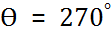 Ɵ = 270°